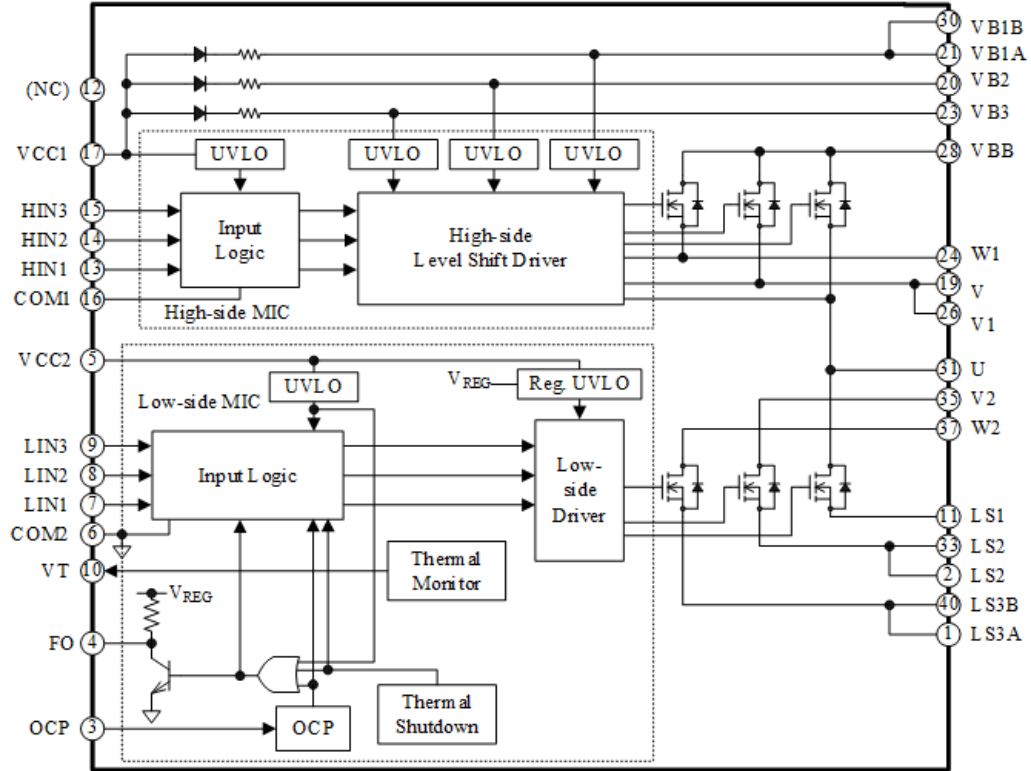 30 VB1B
21 VB1A
(NC) 12
20 VB2
23 VB3
VCC1 17
UVLO UVLO UVLO UVLO
28 VBB
HIN3 15
HIN2 14
HIN1 13
COM1 16
Input
Logic
High-side
Level Shift Driver
High-side MIC
24 W1
19 V
26 V1
VCC2 5
UVLO
VREG
Reg. UVLO
Low-side MIC
31 U
35 V2
37 W2
LIN3 9
LIN2 8
LIN1 7
COM2 6
Input Logic
Low-
side
Driver
11 LS1
33 LS2
2 LS2
40 LS3B
1 LS3A
VT 10
Thermal
Monitor
VREG
FO 4
Thermal
Shutdown
OCP 3
OCP